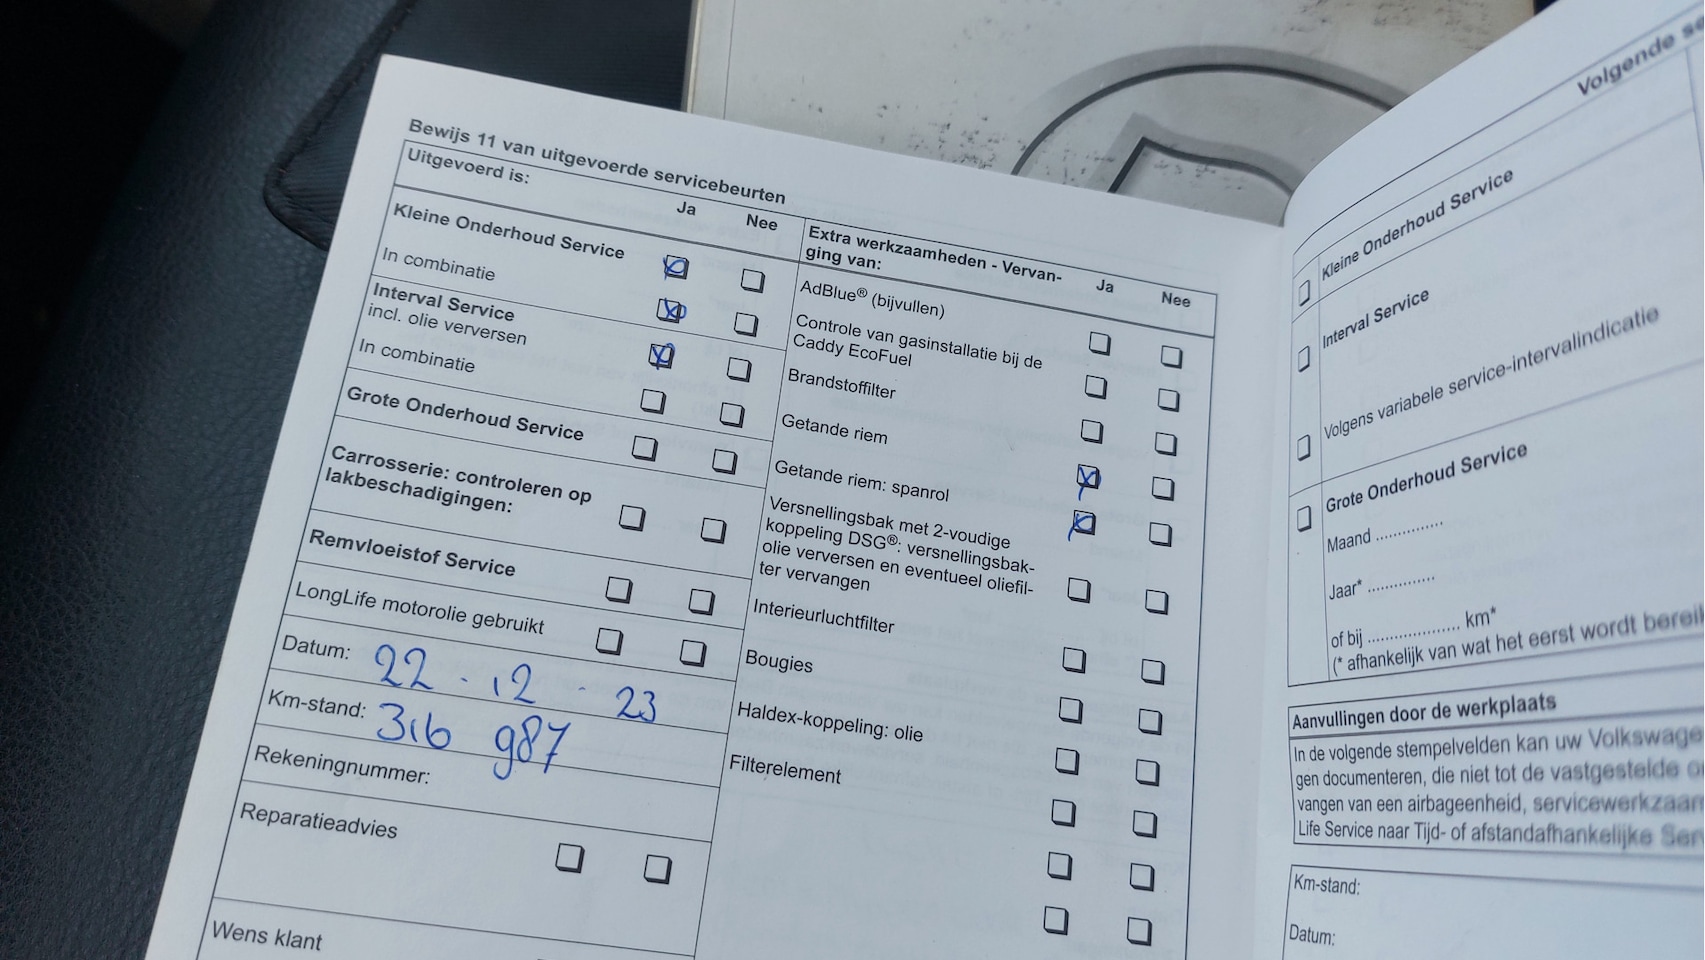 Bewijs 11 van uitgevoerde servicebeurten
Uitgevoerd is:
Ja Nee
Kleine Onderhoud Service
In combinatie
Interval Service
incl. olie verversen
In combinatie
Grote Onderhoud Service
Carrosserie: controleren op
lakbeschadigingen:
Remvloeistof Service
LongLife motorolie gebruikt
Datum: 22 . 12 . 23
Km-stand: 316 987
Rekeningnummer:
Reparatieadvies
Wens klant
Extra werkzaamheden - Vervan-
ging van:
Ja Nee
AdBlue® (bijvullen)
Controle van gasinstallatie bij de
Caddy EcoFuel
Brandstoffilter
Getande riem
Getande riem: spanrol
Versnellingsbak met 2-voudige
koppeling DSG®: versnellingsbak-
olie verversen en eventueel oliefil-
ter vervangen
Interieurluchtfilter
Bougies
Haldex-koppeling: olie
Filterelement
Volgende se
Kleine Onderhoud Service
Interval Service
Volgens variabele service-intervalindicatie
Grote Onderhoud Service
Maand ..............
Jaar* ..............
of bij ................... km*
(* afhankelijk van wat het eerst wordt bereik
Aanvullingen door de werkplaats
In de volgende stempelvelden kan uw Volkswage
gen documenteren, die niet tot de vastgestelde o
vangen van een airbageenheid, servicewerkzaam
Life Service naar Tijd- of afstandafhankelijke Ser
Km-stand:
Datum: